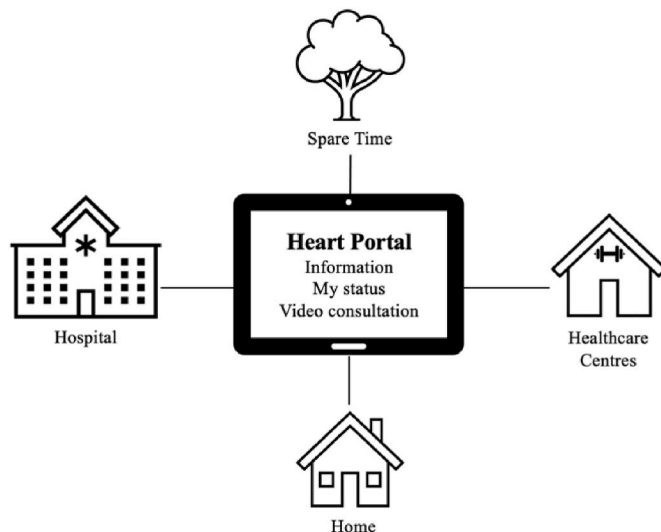 Spare Time
Heart Portal
Information
My status
Video consultation
Hospital
Healthcare
Centres
Home